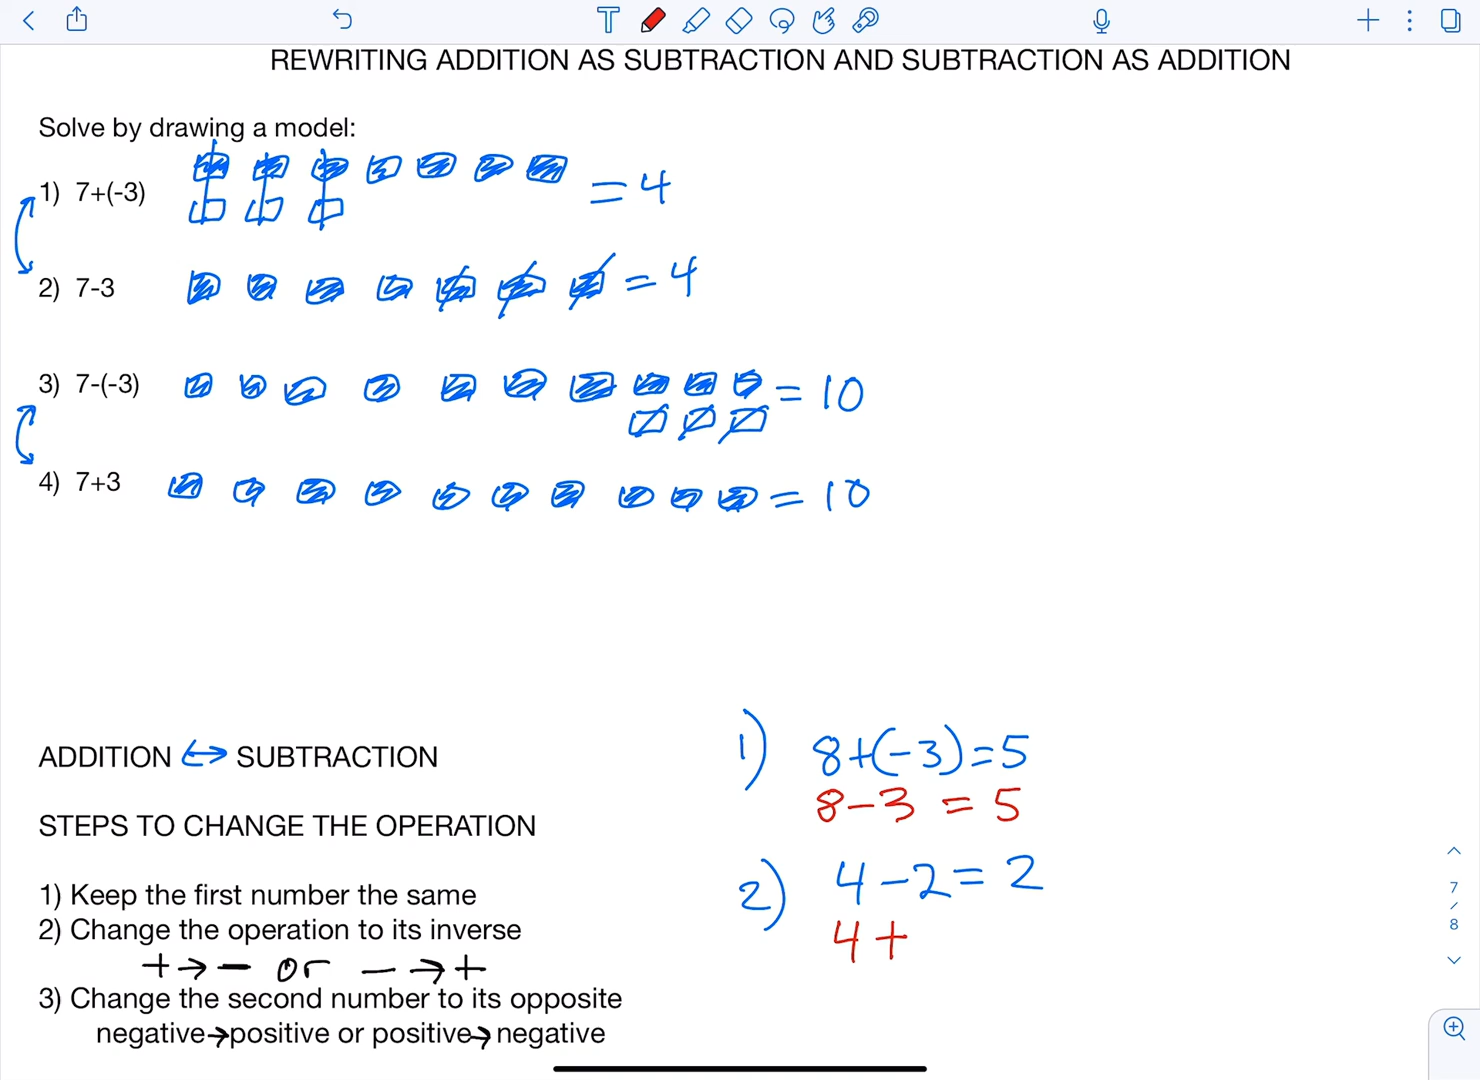 REWRITING ADDITION AS SUBTRACTION AND SUBTRACTION AS ADDITION
Solve by drawing a model:
1) 7+(-3) = 4
2) 7-3 = 4
3) 7-(-3) = 10
4) 7+3 = 10
ADDITION ↔ SUBTRACTION
STEPS TO CHANGE THE OPERATION
1) Keep the first number the same
2) Change the operation to its inverse
+ → − or − → +
3) Change the second number to its opposite
negative→positive or positive→negative
1) 8+(-3)=5
8-3 = 5
2) 4-2= 2
4+
7
/
8